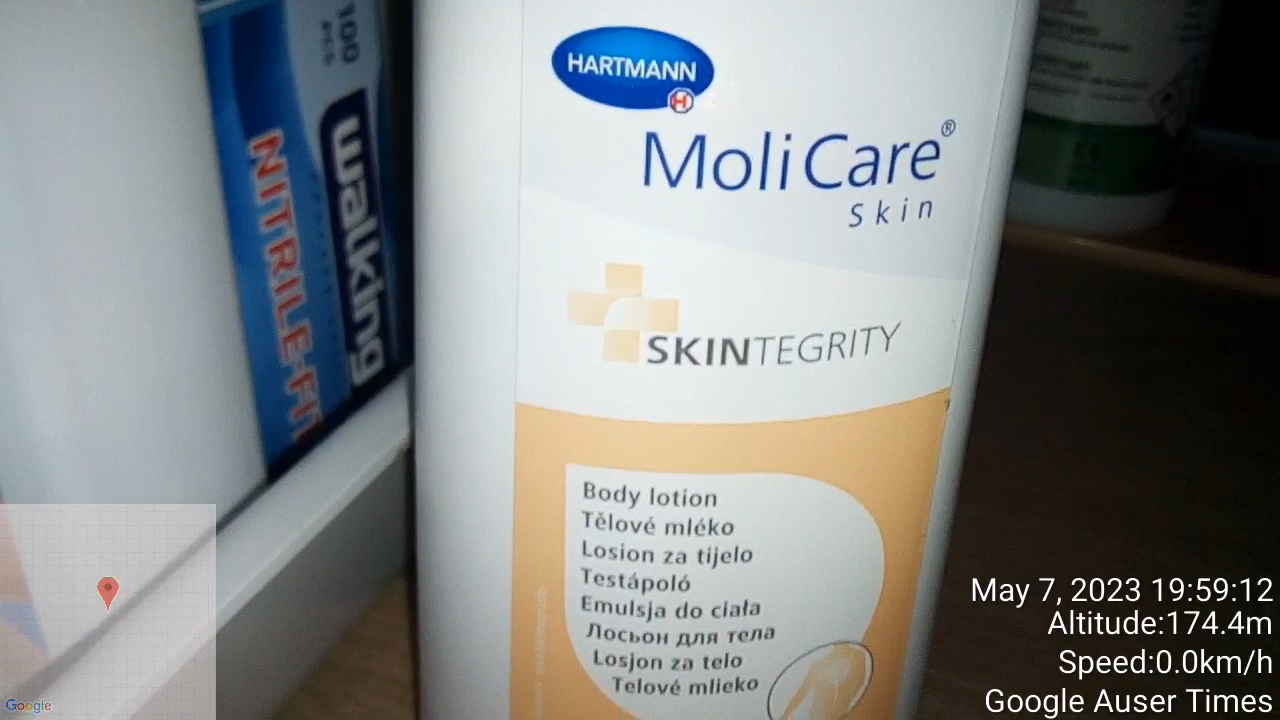 100
PCS
walking
NITRILE-FIT
HARTMANN
H
MoliCare®
Skin
SKINTEGRITY
Body lotion
Tělové mléko
Losion za tijelo
Testápoló
Emulsja do ciała
Лосьон для тела
Losjon za telo
Telové mlieko
May 7, 2023 19:59:12
Altitude:174.4m
Speed:0.0km/h
Google Auser Times
Google